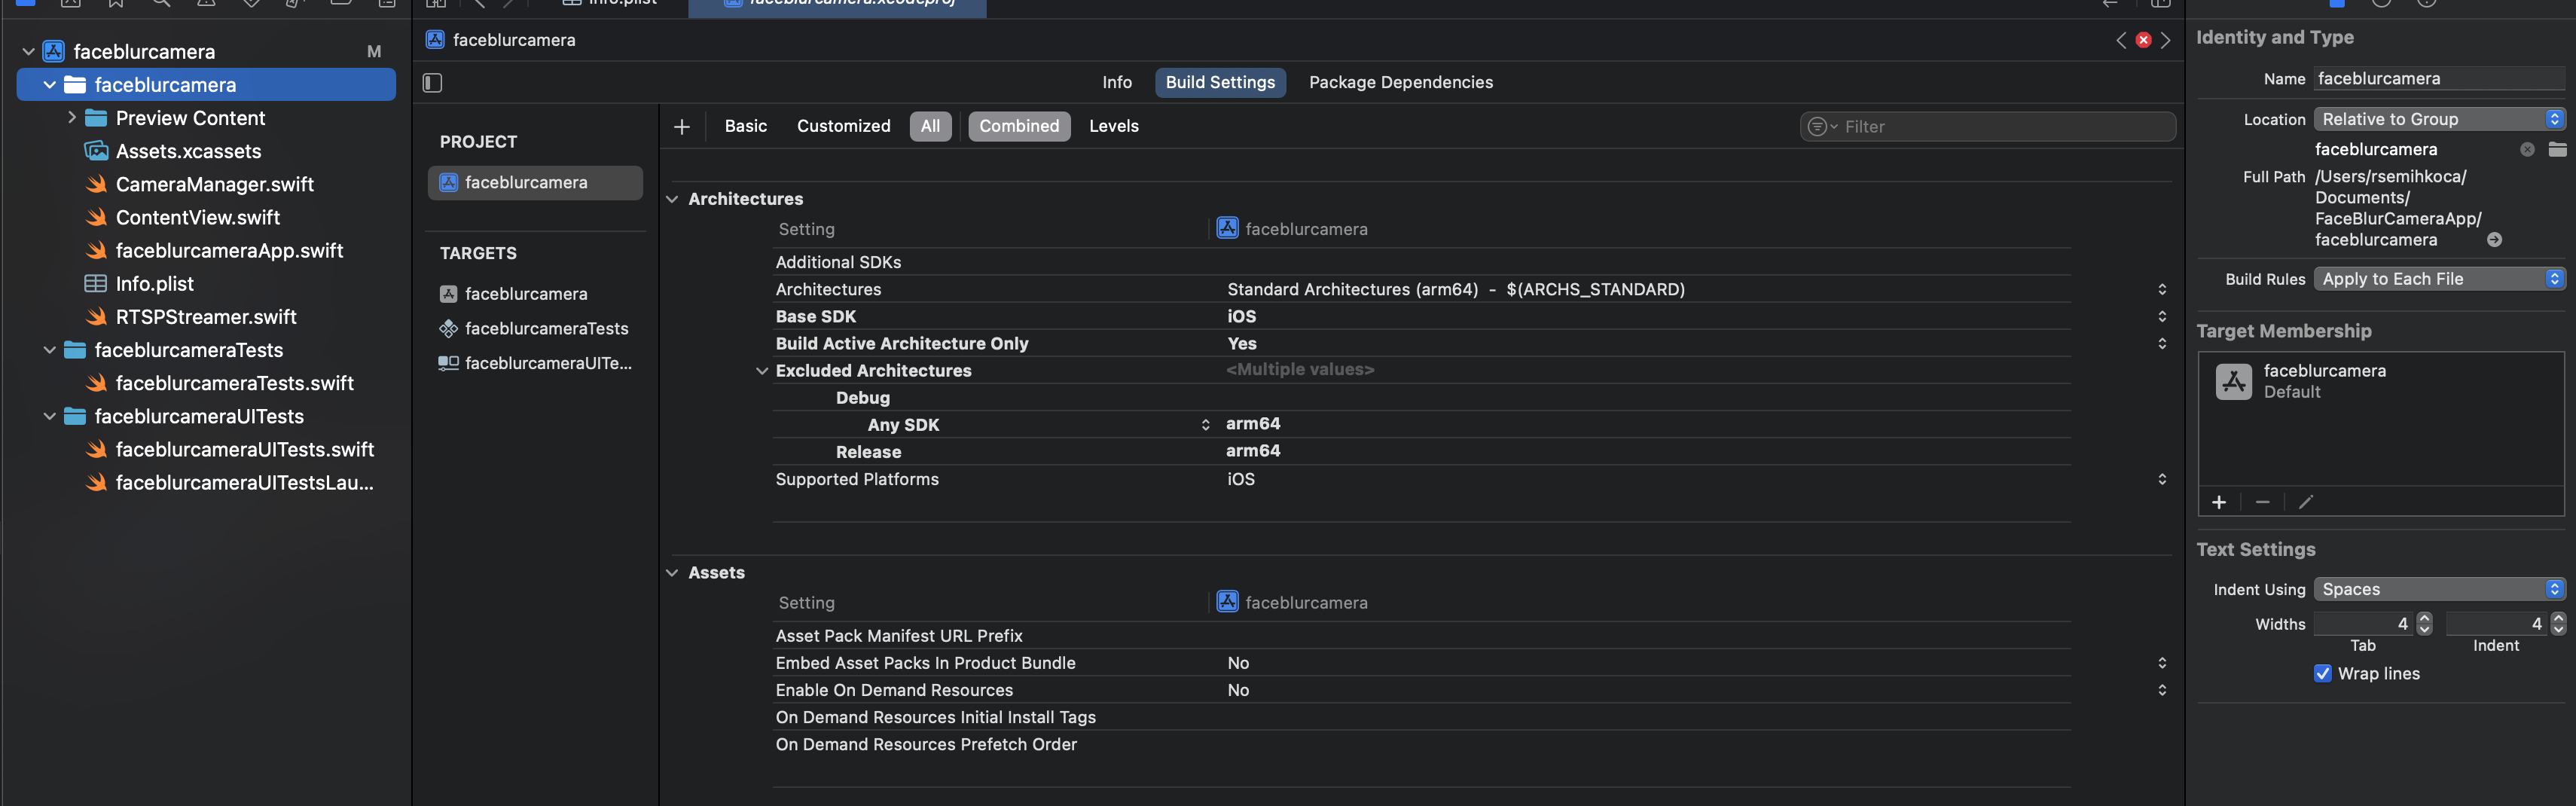 Info.plist
faceblurcamera.xcodeproj
faceblurcamera
M
faceblurcamera
Preview Content
Assets.xcassets
CameraManager.swift
ContentView.swift
faceblurcameraApp.swift
Info.plist
RTSPStreamer.swift
faceblurcameraTests
faceblurcameraTests.swift
faceblurcameraUITests
faceblurcameraUITests.swift
faceblurcameraUITestsLau...
faceblurcamera
Info
Build Settings
Package Dependencies
PROJECT
faceblurcamera
TARGETS
faceblurcamera
faceblurcameraTests
faceblurcameraUITe...
Basic
Customized
All
Combined
Levels
Filter
Architectures
Setting
faceblurcamera
Additional SDKs
Architectures
Standard Architectures (arm64) - $(ARCHS_STANDARD)
Base SDK
iOS
Build Active Architecture Only
Yes
Excluded Architectures
<Multiple values>
Debug
Any SDK
arm64
Release
arm64
Supported Platforms
iOS
Assets
Setting
faceblurcamera
Asset Pack Manifest URL Prefix
Embed Asset Packs In Product Bundle
No
Enable On Demand Resources
No
On Demand Resources Initial Install Tags
On Demand Resources Prefetch Order
Identity and Type
Name
faceblurcamera
Location
Relative to Group
faceblurcamera
Full Path
/Users/rsemihkoca/
Documents/
FaceBlurCameraApp/
faceblurcamera
Build Rules
Apply to Each File
Target Membership
faceblurcamera
Default
Text Settings
Indent Using
Spaces
Widths
4
4
Tab
Indent
Wrap lines